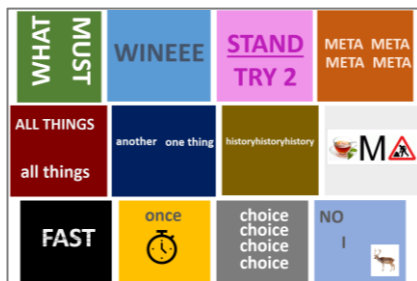 WHAT MUST
WINEEE
STAND
TRY 2
META META
META META
ALL THINGS
all things
another one thing
historyhistoryhistory
M
FAST
once
choice
choice
choice
choice
NO
I